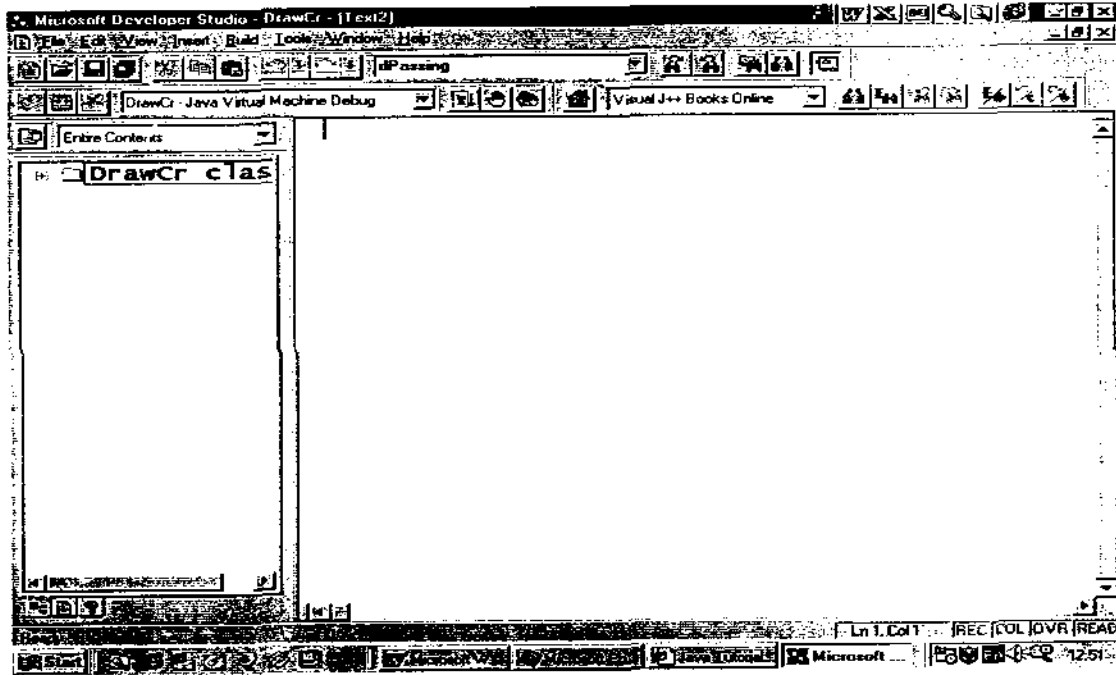 Microsoft Developer Studio - DrawCr - [Text2]
File Edit View Insert Build Tools Window Help
dPassing
DrawCr - Java Virtual Machine Debug
Visual J++ Books Online
Entire Contents
DrawCr clas
Ln 1, Col 1 REC COL OVR READ
Start
Java Tutorial
Microsoft ...
12:51